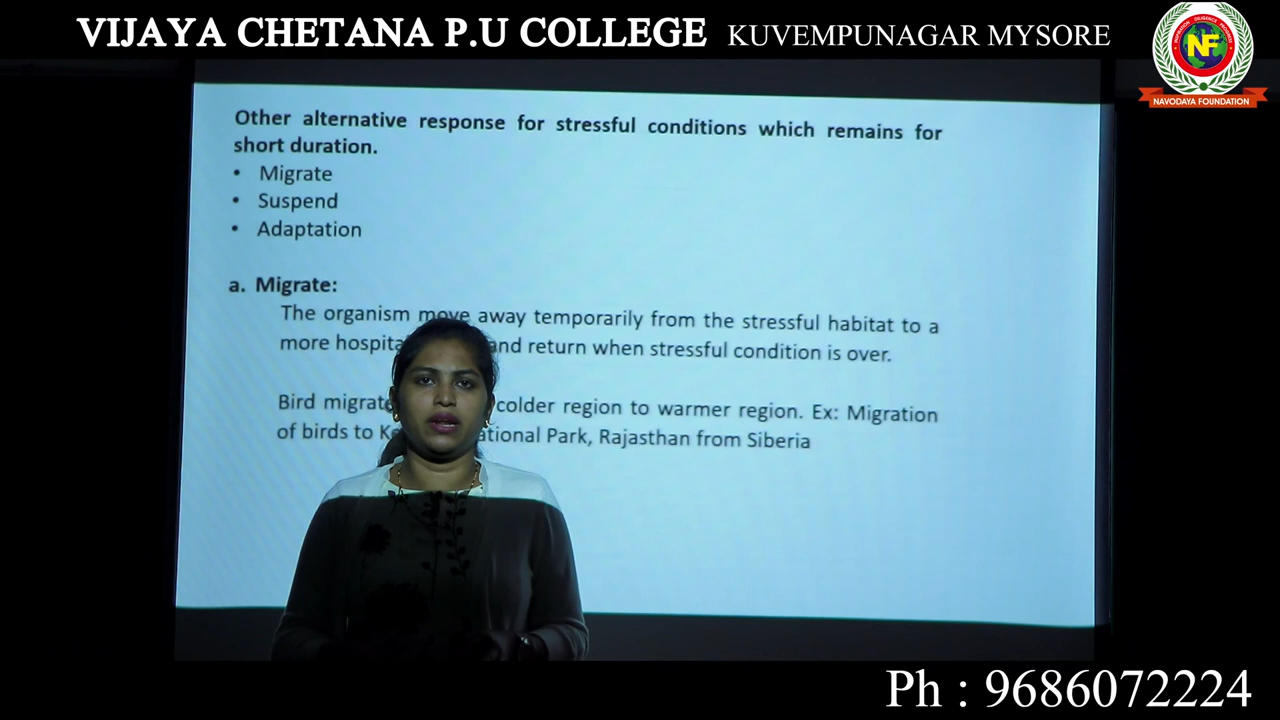 VIJAYA CHETANA P.U COLLEGE KUVEMPUNAGAR MYSORE
NF
NAVODAYA FOUNDATION
Other alternative response for stressful conditions which remains for
short duration.
• Migrate
• Suspend
• Adaptation
a. Migrate:
The organism move away temporarily from the stressful habitat to a
more and return when stressful condition is over.
Bird colder region to warmer region. Ex: Migration
of birds to Park, Rajasthan from Siberia
Ph : 9686072224